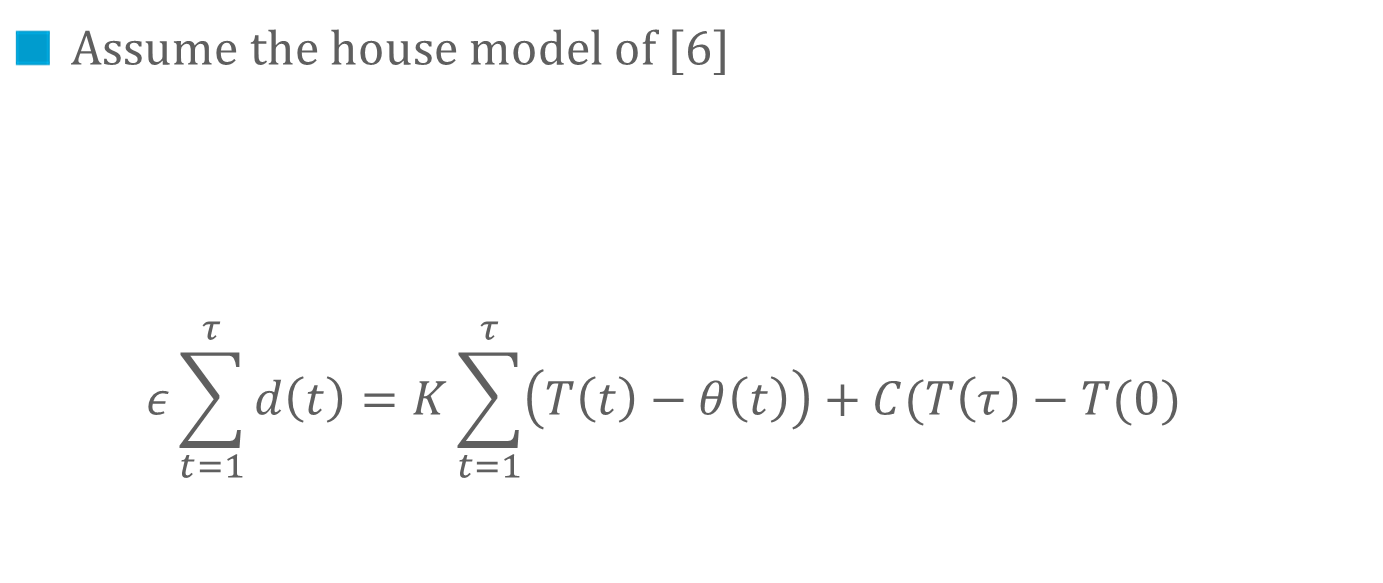 Assume the house model of [6]
ϵ∑_{t=1}^{τ} d(t) = K∑_{t=1}^{τ} (T(t) − θ(t)) + C(T(τ) − T(0)